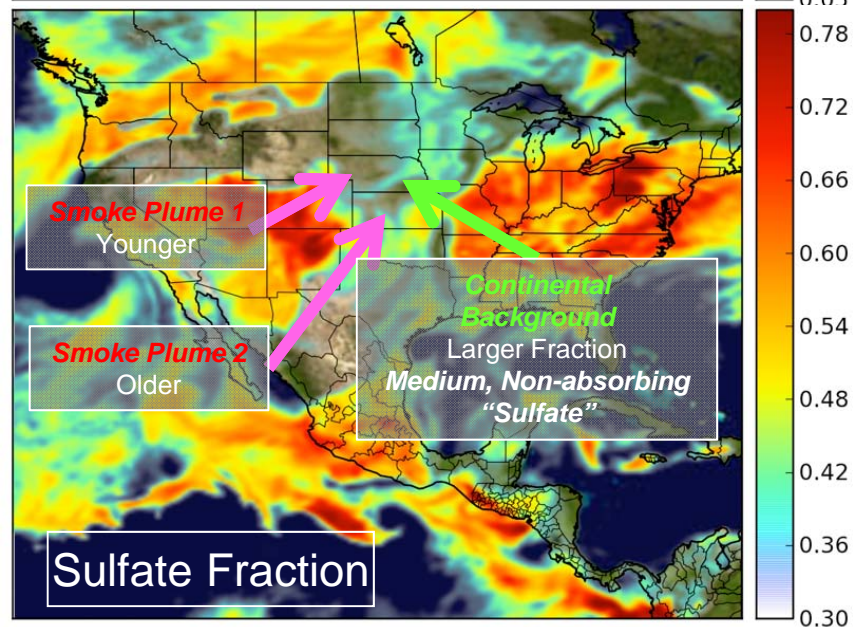 0.78
0.72
0.66
Smoke Plume 1
Younger
0.60
Continental
Background
0.54
Smoke Plume 2
Older
Larger Fraction
Medium, Non-absorbing
“Sulfate”
0.48
0.42
Sulfate Fraction
0.36
0.30